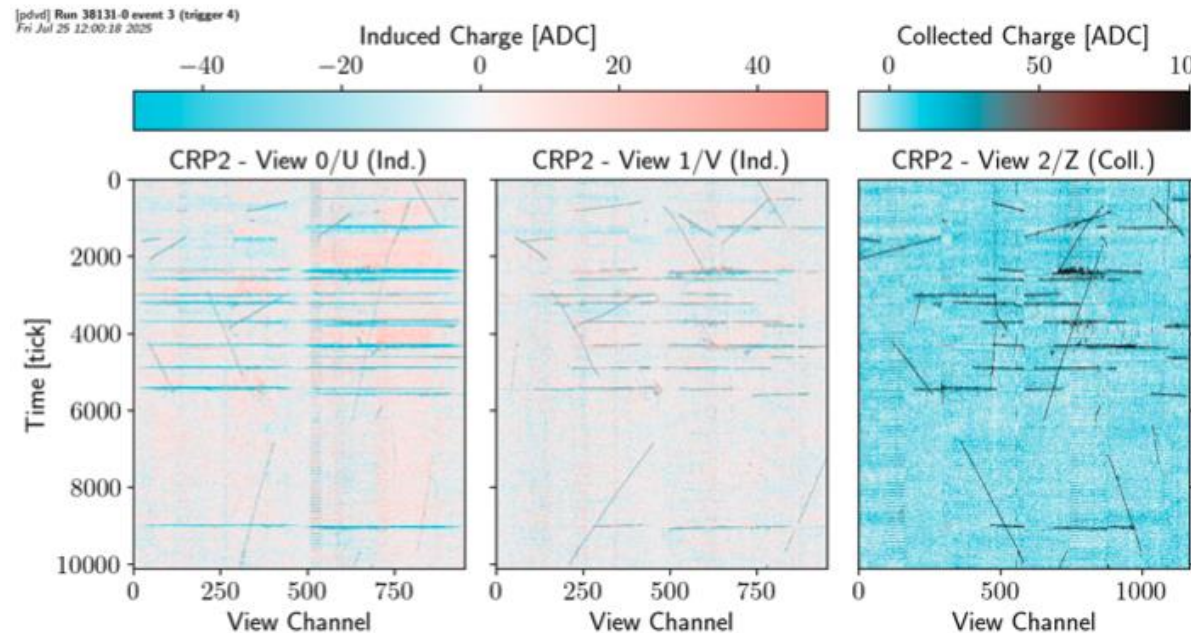 [pdvd] Run 38131-0 event 3 (trigger 4)
Fri Jul 25 12:00:18 2025
Induced Charge [ADC]
−40 −20 0 20 40
Collected Charge [ADC]
0 50 10
CRP2 - View 0/U (Ind.)
CRP2 - View 1/V (Ind.)
CRP2 - View 2/Z (Coll.)
Time [tick]
0
2000
4000
6000
8000
10000
0 250 500 750
0 250 500 750
0 500 1000
View Channel
View Channel
View Channel